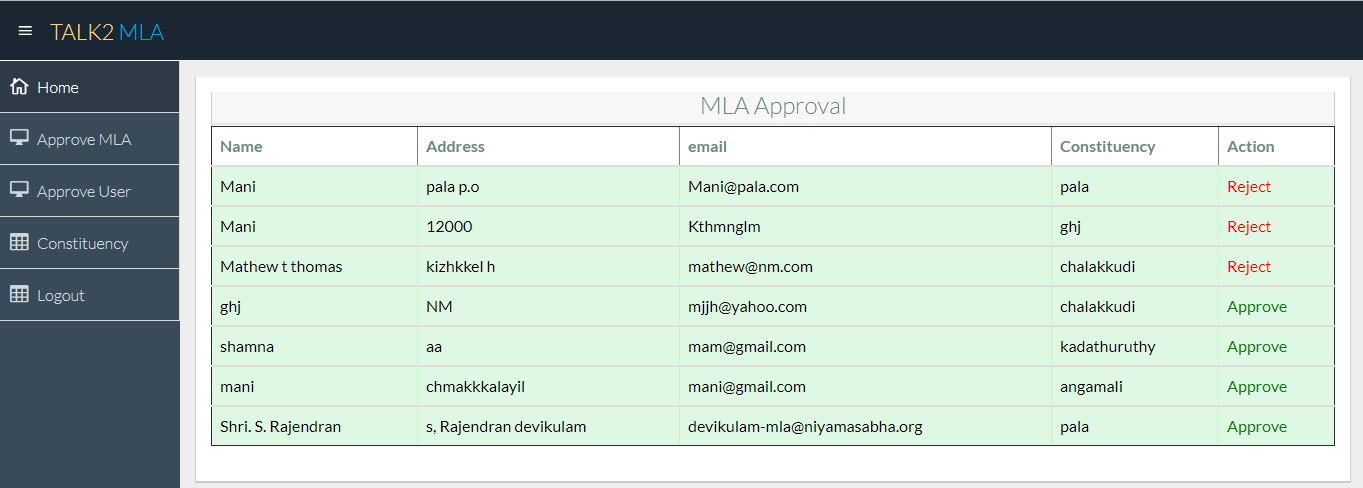 TALK2 MLA
Home
Approve MLA
Approve User
Constituency
Logout
MLA Approval
Name Address email Constituency Action
Mani pala p.o Mani@pala.com pala Reject
Mani 12000 Kthmnglm ghj Reject
Mathew t thomas kizhkkel h mathew@nm.com chalakkudi Reject
ghj NM mjjh@yahoo.com chalakkudi Approve
shamna aa mam@gmail.com kadathuruthy Approve
mani chmakkkalayil mani@gmail.com angamali Approve
Shri. S. Rajendran s, Rajendran devikulam devikulam-mla@niyamasabha.org pala Approve